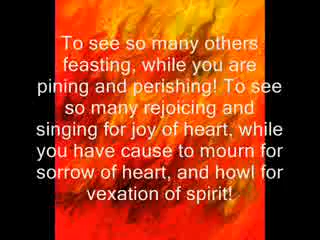 To see so many others
feasting, while you are
pining and perishing! To see
so many rejoicing and
singing for joy of heart, while
you have cause to mourn for
sorrow of heart, and howl for
vexation of spirit!